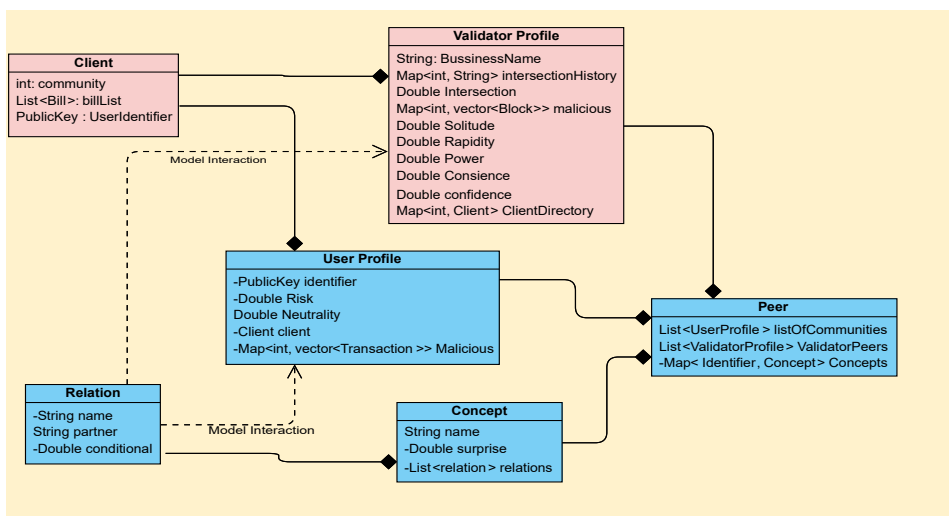 Validator Profile
String: BussinessName
Map<int, String> intersectionHistory
Double Intersection
Map<int, vector<Block>> malicious
Double Solitude
Double Rapidity
Double Power
Double Consience
Double confidence
Map<int, Client> ClientDirectory
Client
int: community
List<Bill>: billList
PublicKey : UserIdentifier
Model Interaction
User Profile
-PublicKey identifier
-Double Risk
Double Neutrality
-Client client
-Map<int, vector<Transaction >> Malicious
Peer
List<UserProfile> listOfCommunities
List<ValidatorProfile> ValidatorPeers
-Map< Identifier, Concept> Concepts
Relation
-String name
String partner
-Double conditional
Model Interaction
Concept
String name
-Double surprise
-List<relation> relations